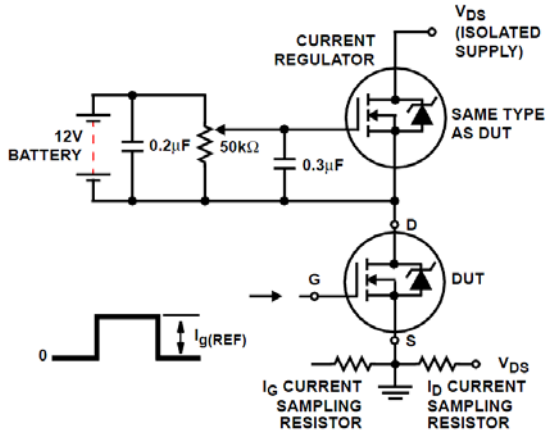 V_DS
(ISOLATED
SUPPLY)
CURRENT
REGULATOR
SAME TYPE
AS DUT
12V
BATTERY
0.2μF
50kΩ
0.3μF
D
G
DUT
S
0
I_g(REF)
V_DS
I_G CURRENT
SAMPLING
RESISTOR
I_D CURRENT
SAMPLING
RESISTOR